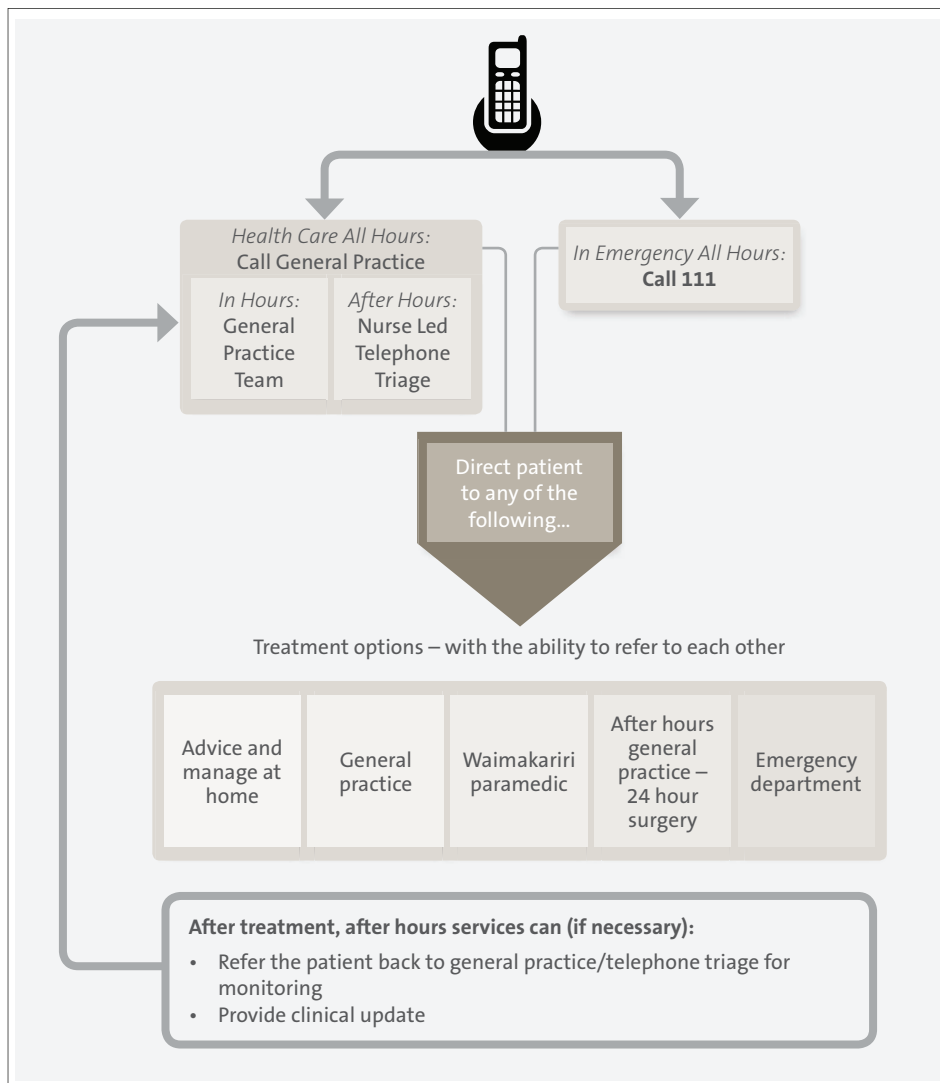 Health Care All Hours:
Call General Practice
In Hours:
General
Practice
Team
After Hours:
Nurse Led
Telephone
Triage
In Emergency All Hours:
Call 111
Direct patient
to any of the
following...
Treatment options – with the ability to refer to each other
Advice and
manage at
home
General
practice
Waimakariri
paramedic
After hours
general
practice –
24 hour
surgery
Emergency
department
After treatment, after hours services can (if necessary):
• Refer the patient back to general practice/telephone triage for
monitoring
• Provide clinical update